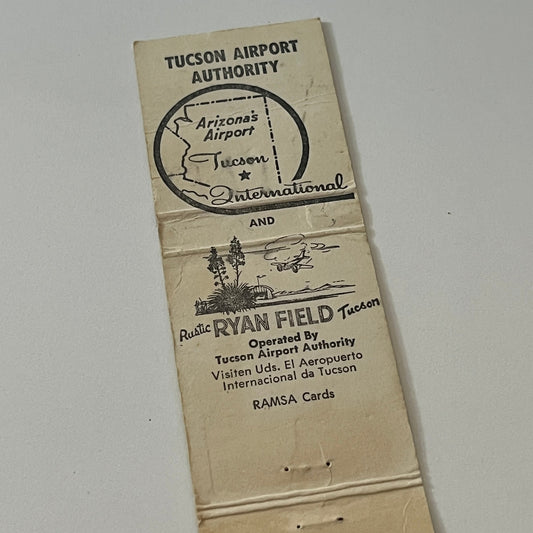 TUCSON AIRPORT
AUTHORITY
Arizona's
Airport
Tucson
International
AND
Rustic RYAN FIELD Tucson
Operated By
Tucson Airport Authority
Visiten Uds. El Aeropuerto
Internacional da Tucson
RAMSA Cards